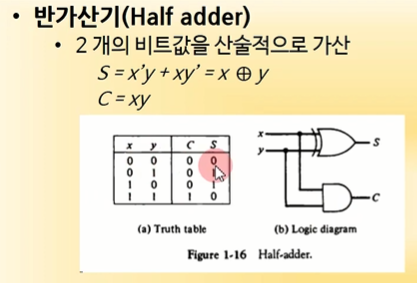 • 반가산기(Half adder)
• 2 개의 비트값을 산술적으로 가산
S = x'y + xy' = x ⊕ y
C = xy
x y C S
0 0 0 0
0 1 0 1
1 0 0 1
1 1 1 0
x
y
S
C
(a) Truth table
(b) Logic diagram
Figure 1-16 Half-adder.